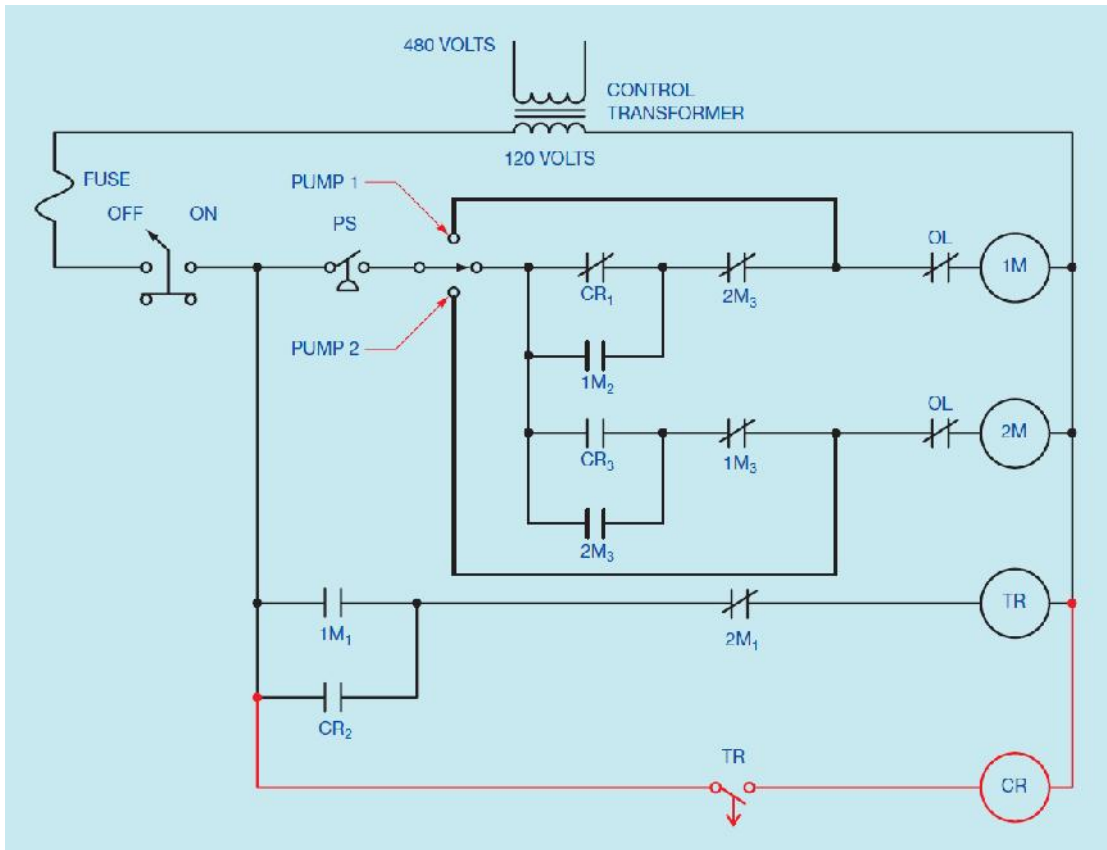 480 VOLTS
CONTROL
TRANSFORMER
120 VOLTS
FUSE
OFF
ON
PS
PUMP 1
PUMP 2
CR₁
2M₃
OL
1M
1M₂
CR₃
1M₃
OL
2M
2M₃
1M₁
2M₁
TR
CR₂
TR
CR